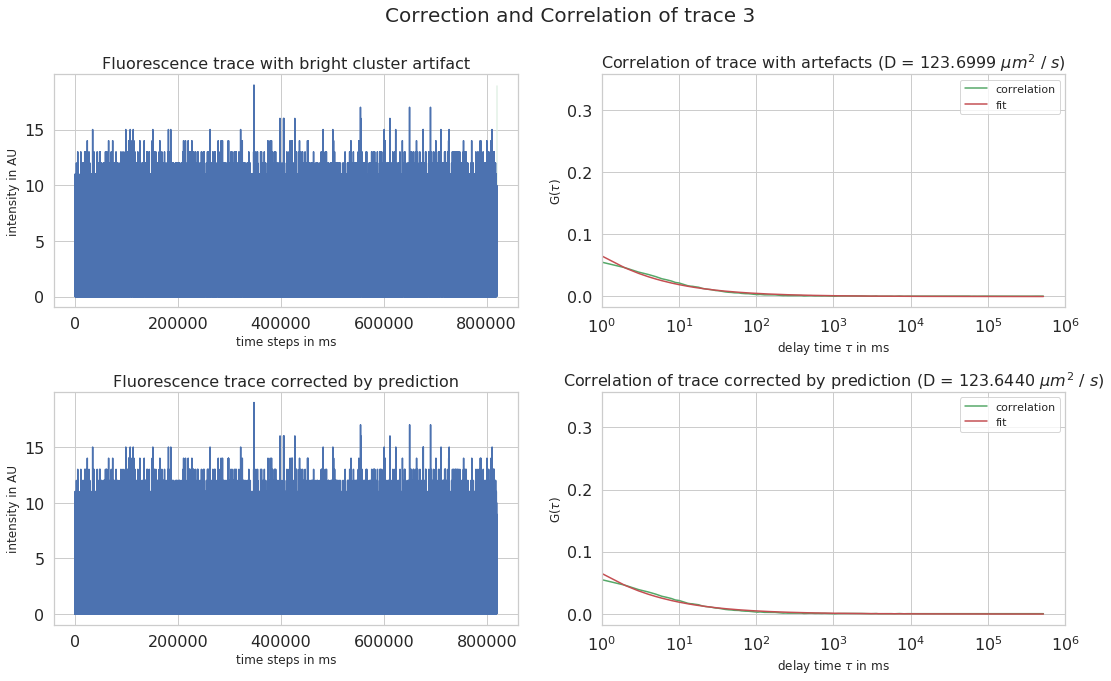 Correction and Correlation of trace 3
Fluorescence trace with bright cluster artifact
intensity in AU
15
10
5
0
0 200000 400000 600000 800000
time steps in ms
Correlation of trace with artefacts (D = 123.6999 μm² / s)
correlation
fit
G(τ)
0.3
0.2
0.1
0.0
10⁰ 10¹ 10² 10³ 10⁴ 10⁵ 10⁶
delay time τ in ms
Fluorescence trace corrected by prediction
intensity in AU
15
10
5
0
0 200000 400000 600000 800000
time steps in ms
Correlation of trace corrected by prediction (D = 123.6440 μm² / s)
correlation
fit
G(τ)
0.3
0.2
0.1
0.0
10⁰ 10¹ 10² 10³ 10⁴ 10⁵ 10⁶
delay time τ in ms